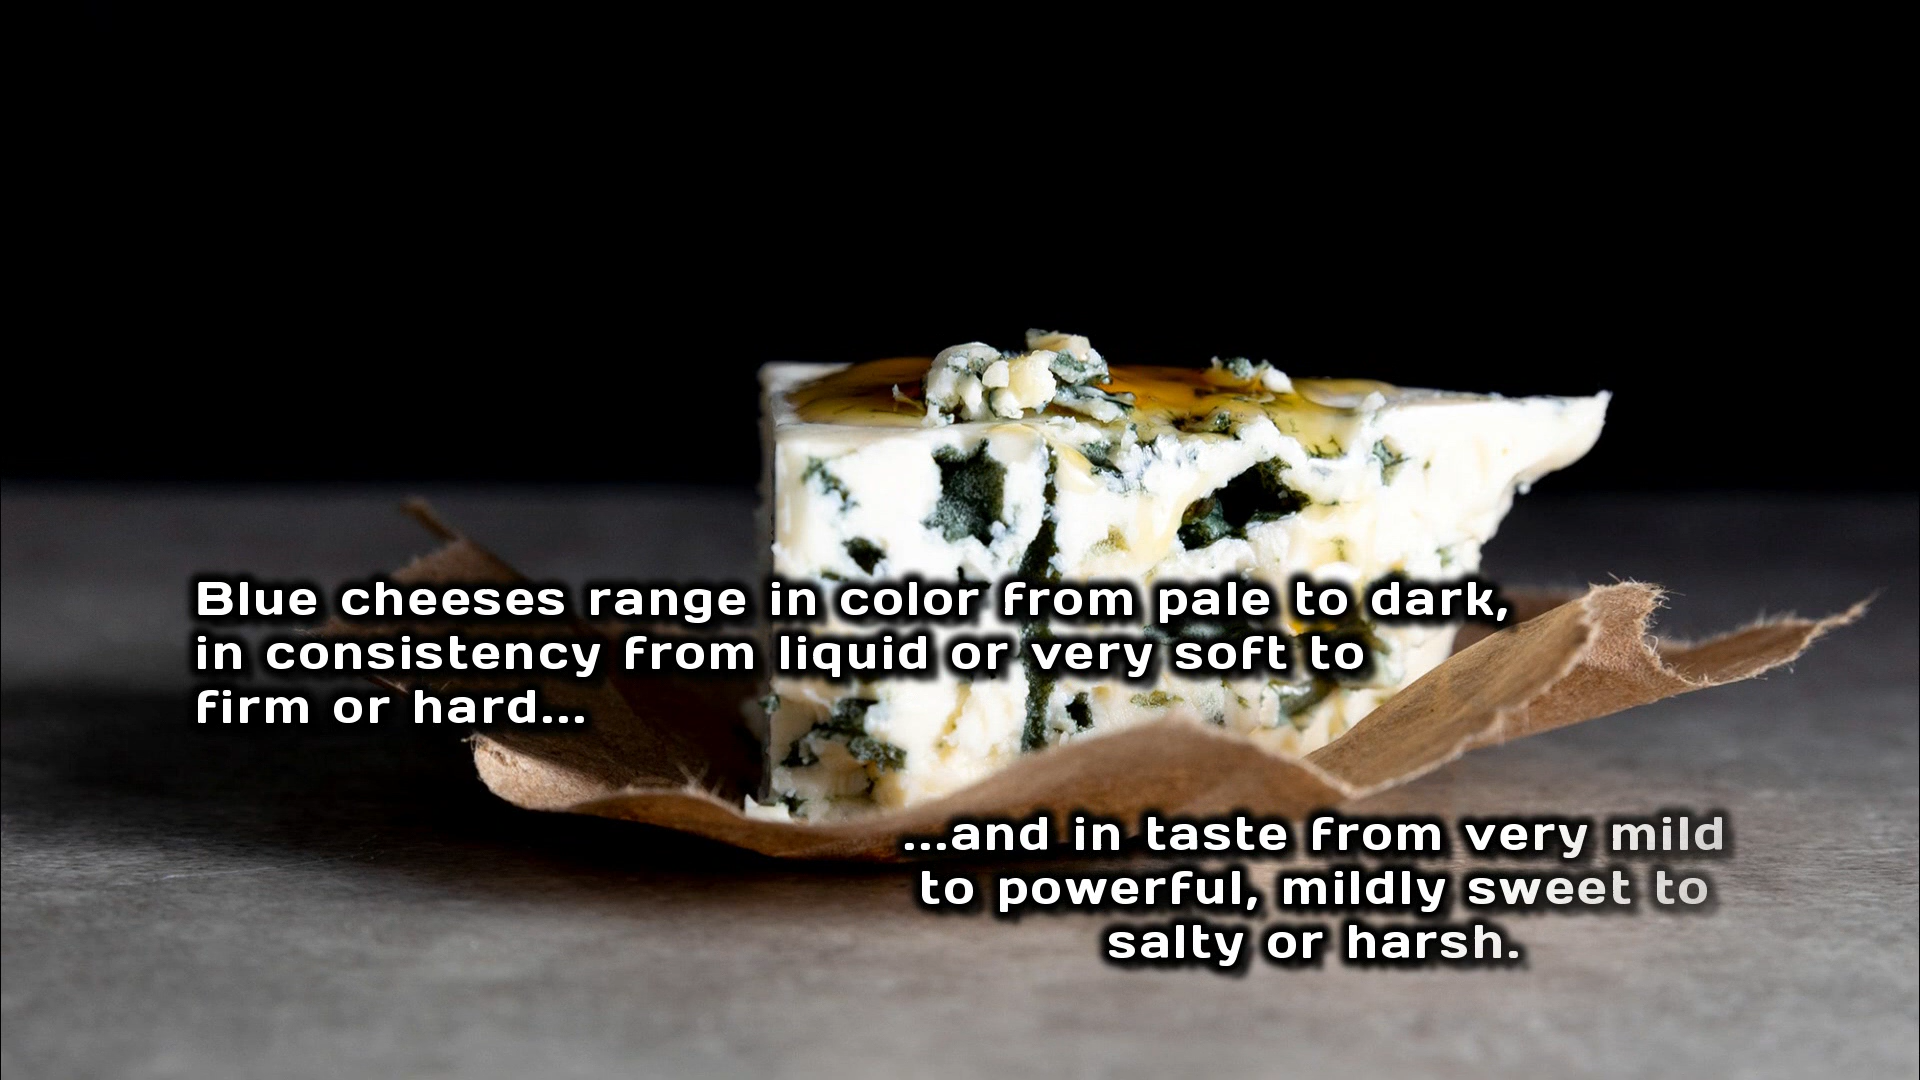 Blue cheeses range in color from pale to dark,
in consistency from liquid or very soft to
firm or hard...
...and in taste from very mild
to powerful, mildly sweet to
salty or harsh.